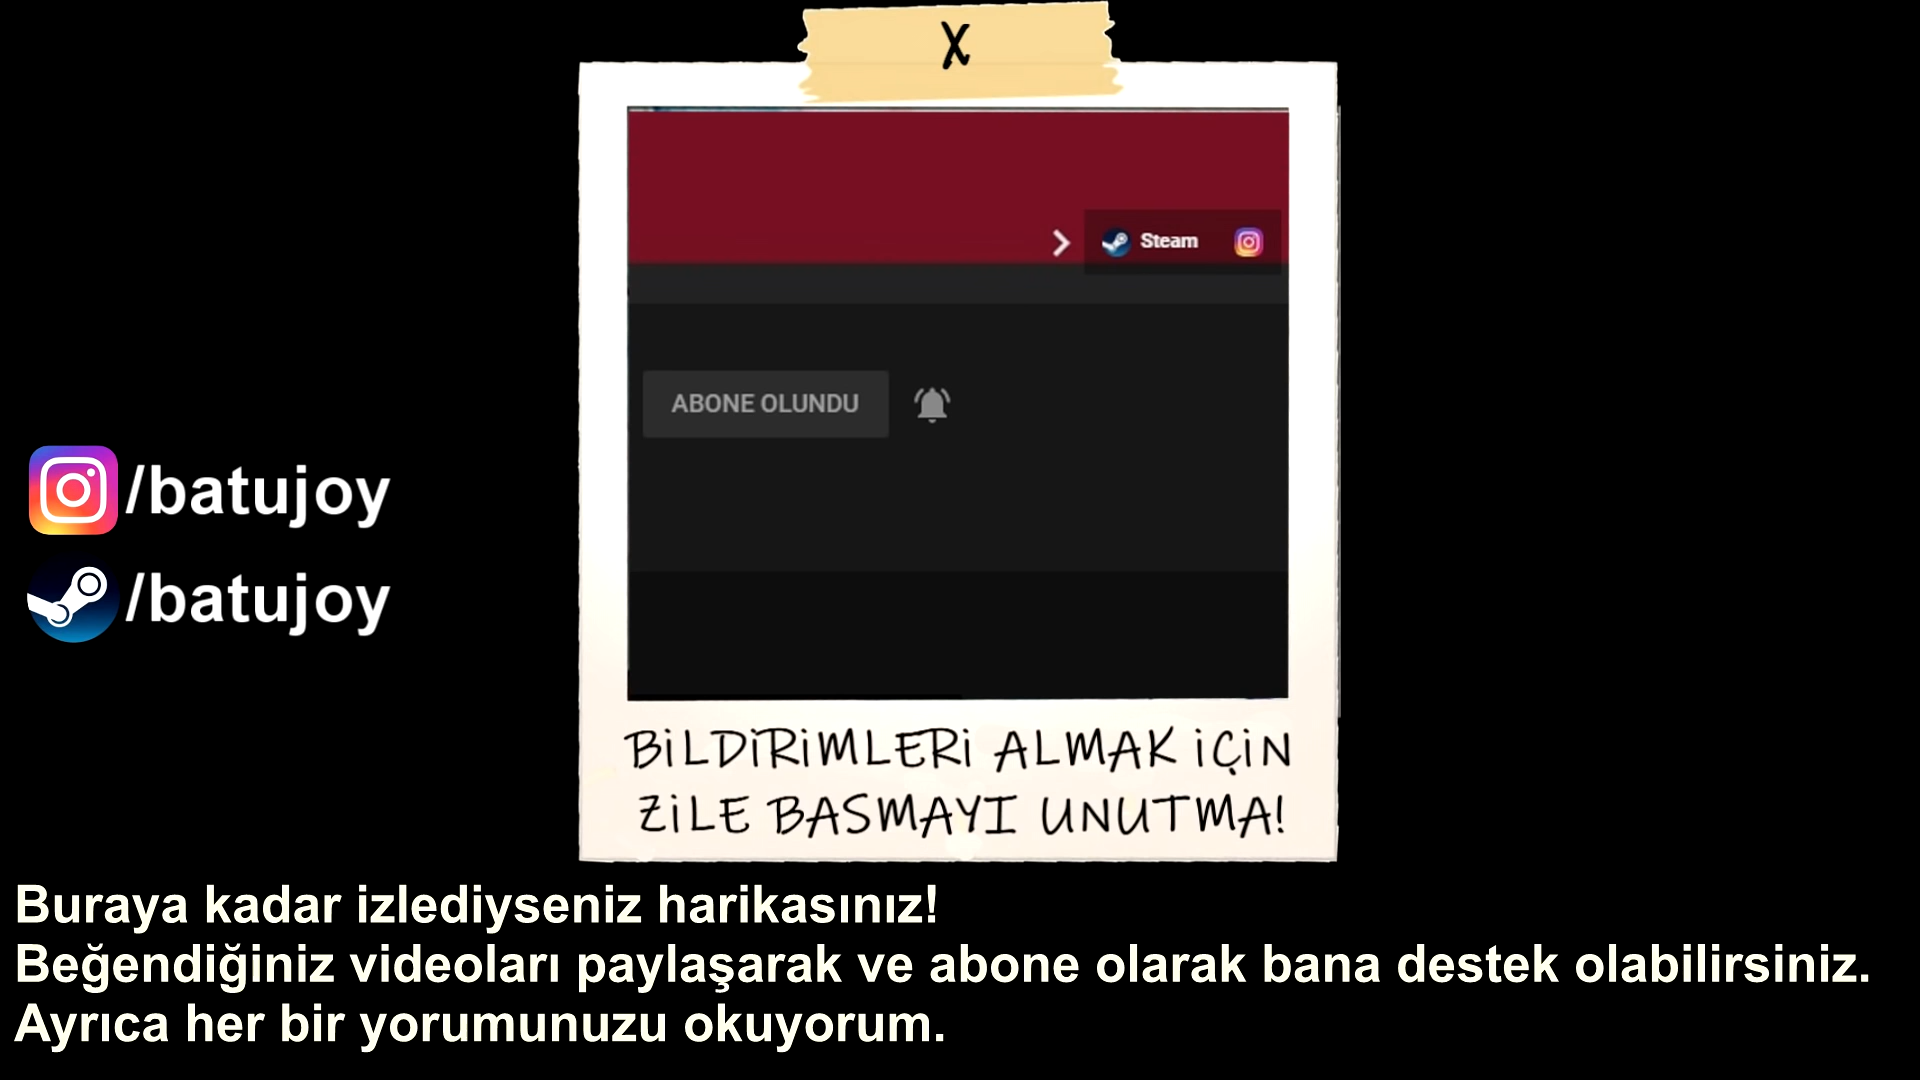 X
Steam
ABONE OLUNDU
/batujoy
/batujoy
BİLDİRİMLERİ ALMAK İÇİN
ZİLE BASMAYI UNUTMA!
Buraya kadar izlediyseniz harikasınız!
Beğendiğiniz videoları paylaşarak ve abone olarak bana destek olabilirsiniz.
Ayrıca her bir yorumunuzu okuyorum.